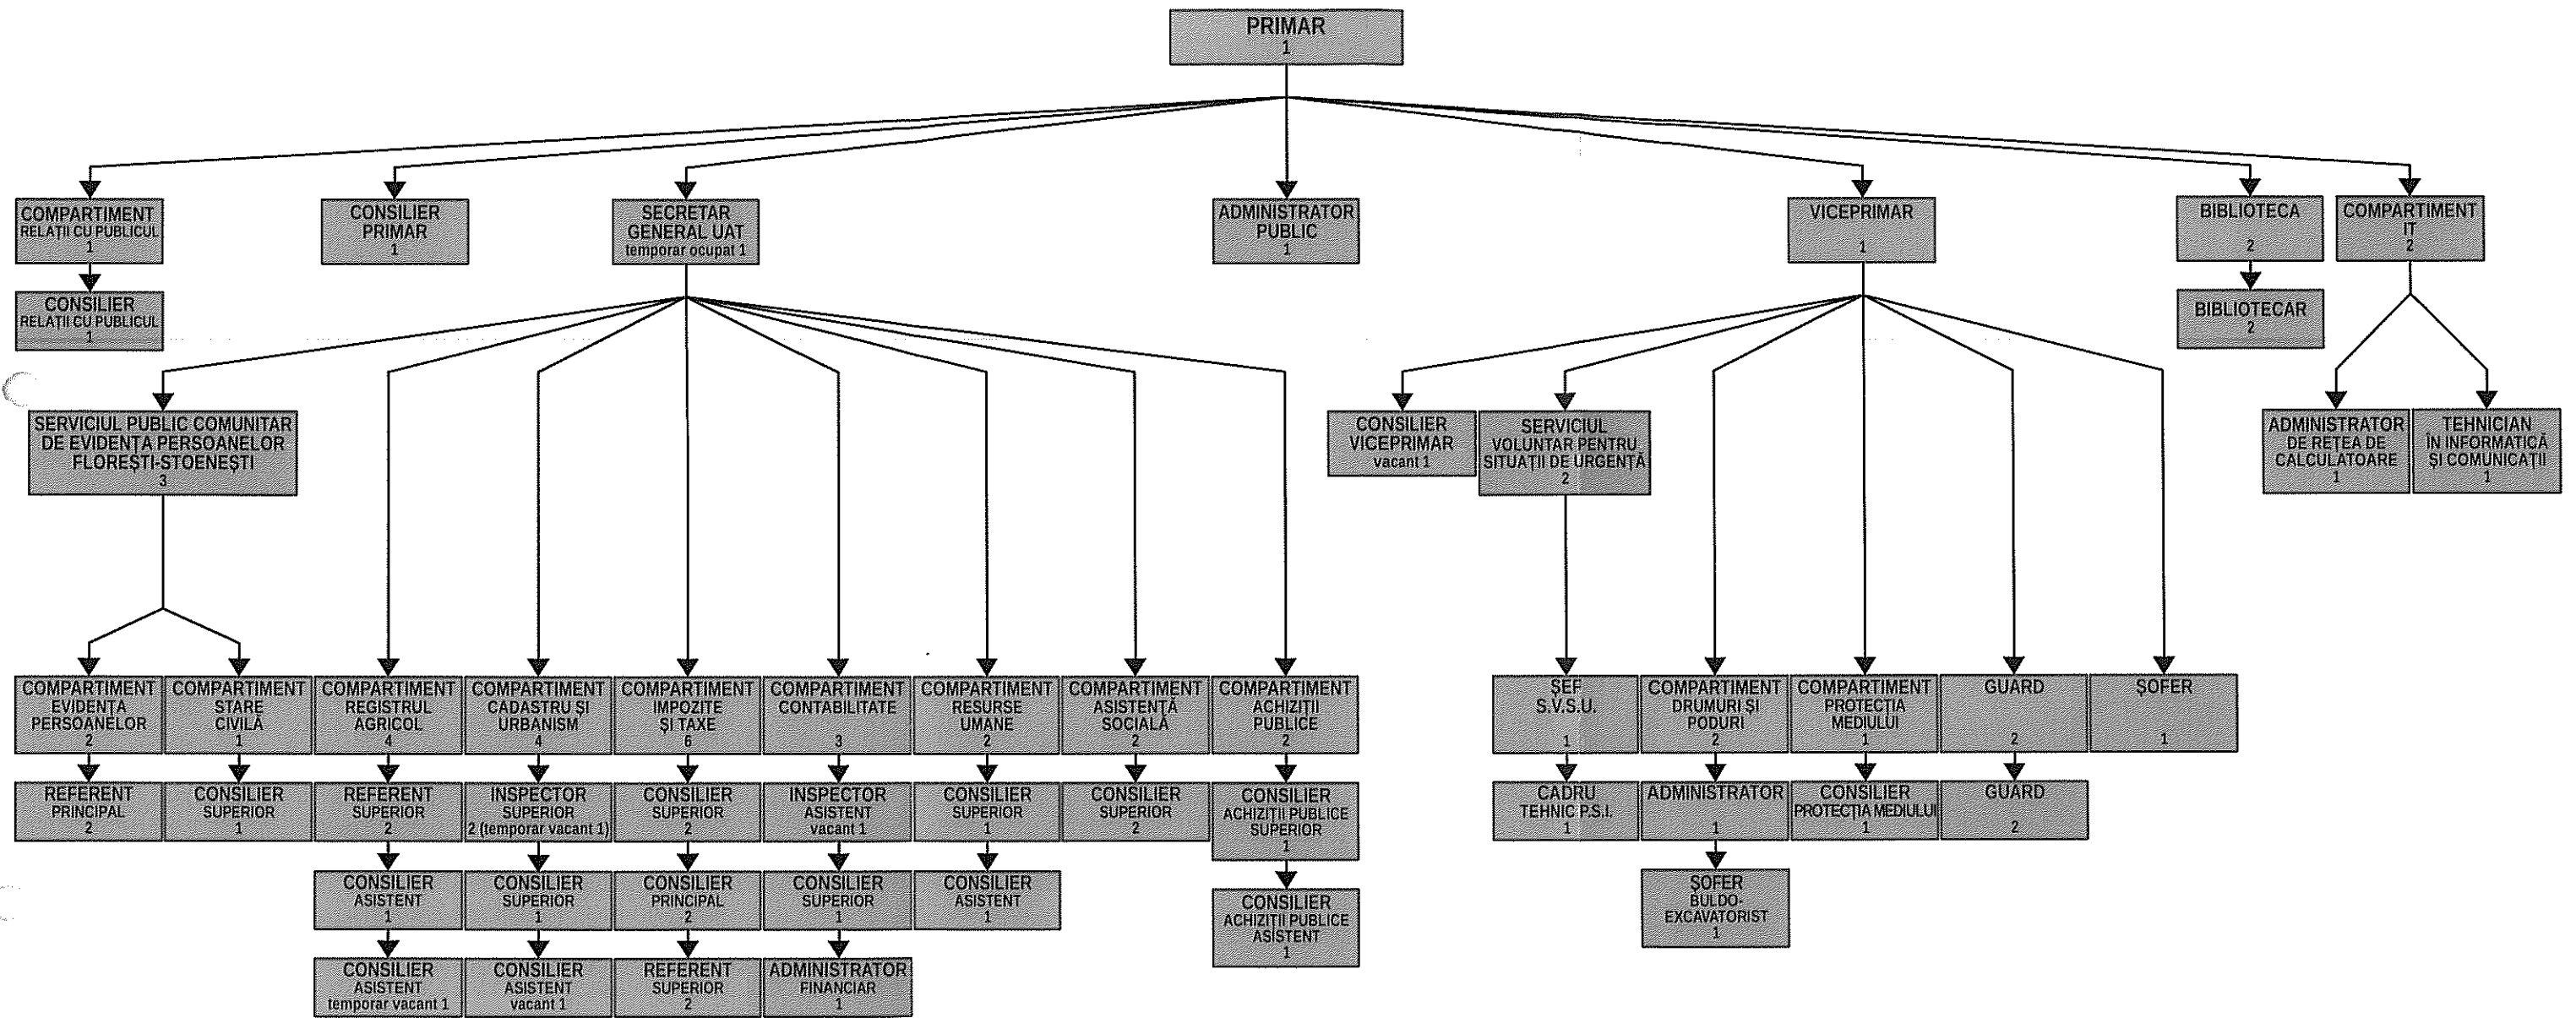 PRIMAR
1
COMPARTIMENT
RELAȚII CU PUBLICUL
1
CONSILIER
PRIMAR
1
SECRETAR
GENERAL UAT
temporar ocupat 1
ADMINISTRATOR
PUBLIC
1
VICEPRIMAR
1
BIBLIOTECA
2
COMPARTIMENT
IT
2
CONSILIER
RELAȚII CU PUBLICUL
1
BIBLIOTECAR
2
SERVICIUL PUBLIC COMUNITAR
DE EVIDENȚA PERSOANELOR
FLOREȘTI-STOENEȘTI
3
CONSILIER
VICEPRIMAR
vacant 1
SERVICIUL
VOLUNTAR PENTRU
SITUAȚII DE URGENȚĂ
2
ADMINISTRATOR
DE REȚEA DE
CALCULATOARE
1
TEHNICIAN
ÎN INFORMATICĂ
ȘI COMUNICAȚII
1
COMPARTIMENT
EVIDENȚA
PERSOANELOR
2
COMPARTIMENT
STARE
CIVILĂ
1
COMPARTIMENT
REGISTRUL
AGRICOL
4
COMPARTIMENT
CADASTRU ȘI
URBANISM
4
COMPARTIMENT
IMPOZITE
ȘI TAXE
6
COMPARTIMENT
CONTABILITATE
3
COMPARTIMENT
RESURSE
UMANE
2
COMPARTIMENT
ASISTENȚĂ
SOCIALĂ
2
COMPARTIMENT
ACHIZIȚII
PUBLICE
2
ȘEF
S.V.S.U.
1
COMPARTIMENT
DRUMURI ȘI
PODURI
2
COMPARTIMENT
PROTECȚIA
MEDIULUI
1
GUARD
2
ȘOFER
1
REFERENT
PRINCIPAL
2
CONSILIER
SUPERIOR
1
REFERENT
SUPERIOR
2
INSPECTOR
SUPERIOR
2 (temporar vacant 1)
CONSILIER
SUPERIOR
2
INSPECTOR
ASISTENT
vacant 1
CONSILIER
SUPERIOR
1
CONSILIER
SUPERIOR
2
CONSILIER
ACHIZIȚII PUBLICE
SUPERIOR
1
CADRU
TEHNIC P.S.I.
1
ADMINISTRATOR
1
CONSILIER
PROTECȚIA MEDIULUI
1
GUARD
2
CONSILIER
ASISTENT
1
CONSILIER
SUPERIOR
1
CONSILIER
PRINCIPAL
2
CONSILIER
SUPERIOR
1
CONSILIER
ASISTENT
1
CONSILIER
ACHIZIȚII PUBLICE
ASISTENT
1
ȘOFER
BULDO-
EXCAVATORIST
1
CONSILIER
ASISTENT
temporar vacant 1
CONSILIER
ASISTENT
vacant 1
REFERENT
SUPERIOR
2
ADMINISTRATOR
FINANCIAR
1